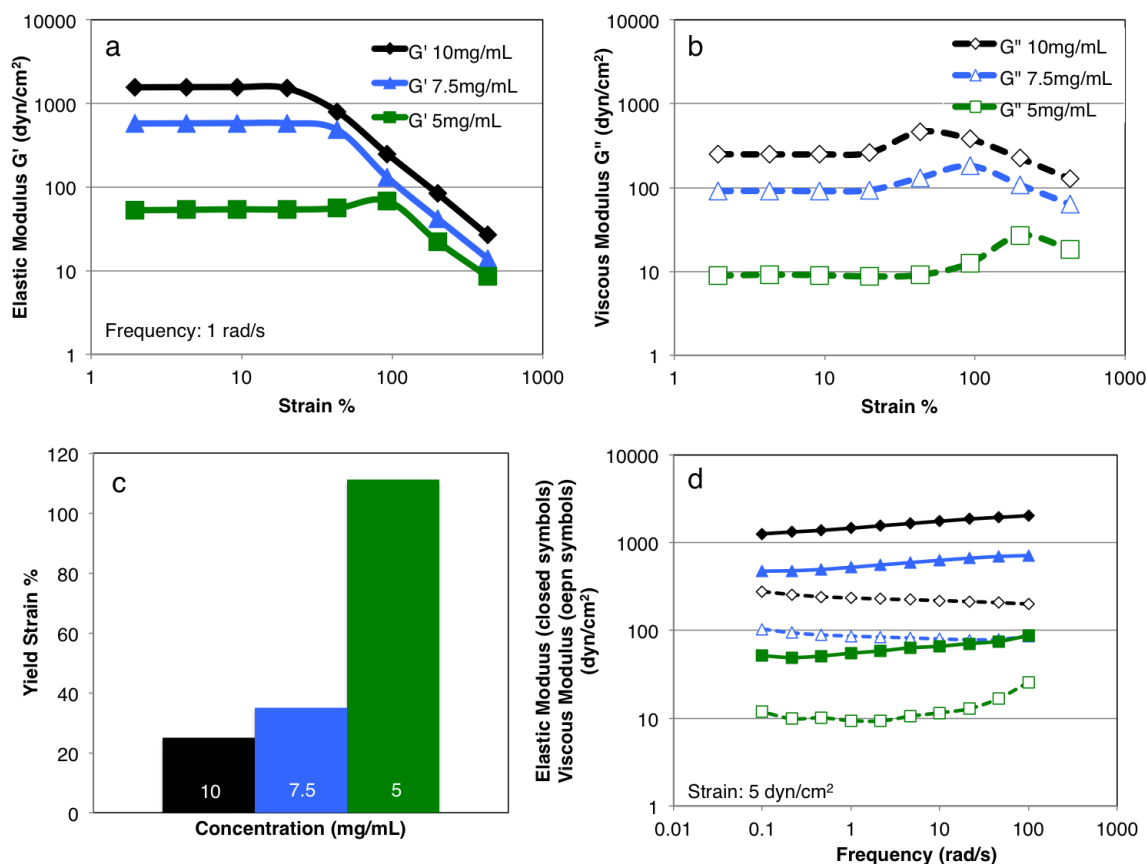 a
G' 10mg/mL
G' 7.5mg/mL
G' 5mg/mL
10000
1000
100
10
1
Elastic Modulus G' (dyn/cm²)
Frequency: 1 rad/s
1 10 100 1000
Strain %
b
G" 10mg/mL
G" 7.5mg/mL
G" 5mg/mL
10000
1000
100
10
1
Viscous Modulus G" (dyn/cm²)
1 10 100 1000
Strain %
c
120
100
80
60
40
20
0
Yield Strain %
10 7.5 5
Concentration (mg/mL)
d
10000
1000
100
10
1
Elastic Moduus (closed symbols)
Viscous Modulus (oepn symbols)
(dyn/cm²)
Strain: 5 dyn/cm²
0.01 0.1 1 10 100 1000
Frequency (rad/s)